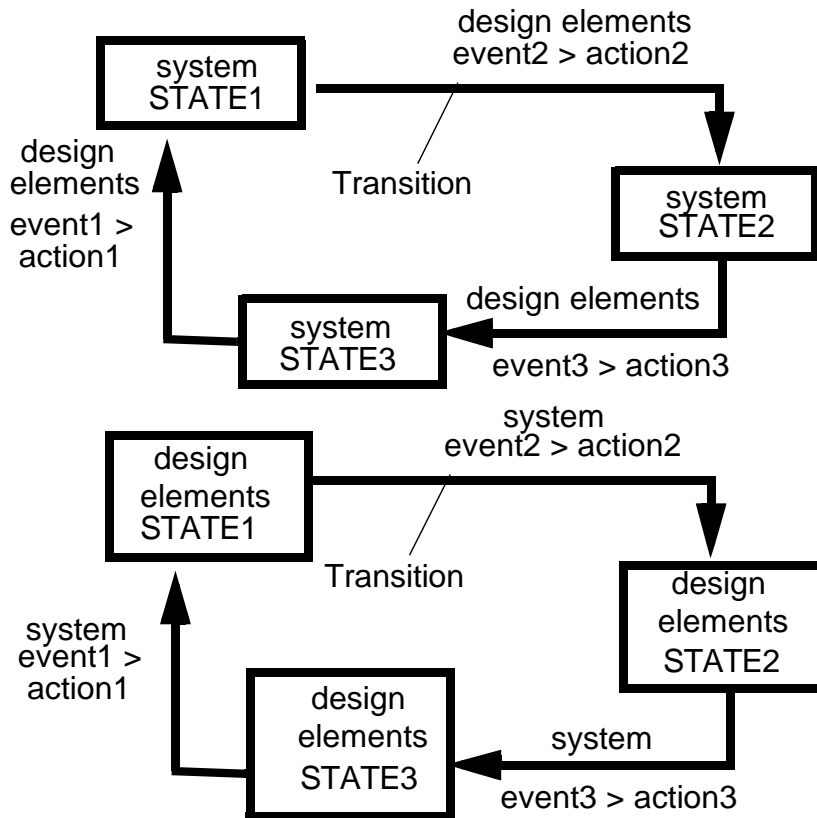 design elements
event2 > action2
system
STATE1
design
elements
event1 >
action1
Transition
system
STATE2
design elements
system
STATE3
event3 > action3
system
event2 > action2
design
elements
STATE1
Transition
design
elements
STATE2
system
event1 >
action1
design
elements
STATE3
system
event3 > action3